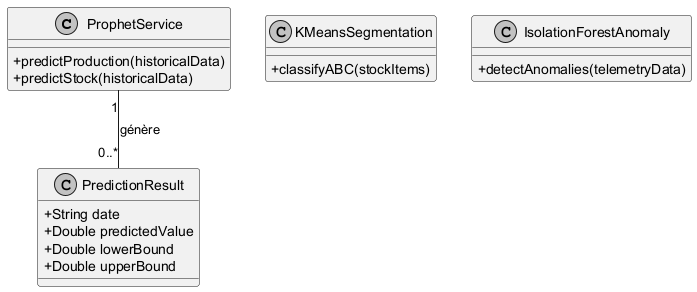 C ProphetService
+predictProduction(historicalData)
+predictStock(historicalData)
C KMeansSegmentation
+classifyABC(stockItems)
C IsolationForestAnomaly
+detectAnomalies(telemetryData)
1
génère
0..*
C PredictionResult
+String date
+Double predictedValue
+Double lowerBound
+Double upperBound